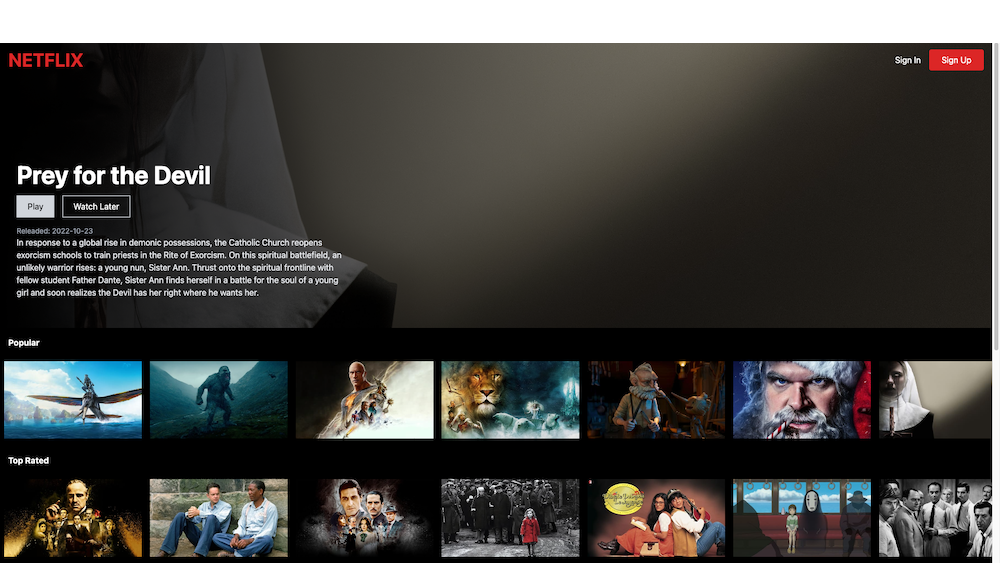 NETFLIX
Sign In
Sign Up
Prey for the Devil
Play
Watch Later
Releaded: 2022-10-23
In response to a global rise in demonic possessions, the Catholic Church reopens
exorcism schools to train priests in the Rite of Exorcism. On this spiritual battlefield, an
unlikely warrior rises: a young nun, Sister Ann. Thrust onto the spiritual frontline with
fellow student Father Dante, Sister Ann finds herself in a battle for the soul of a young
girl and soon realizes the Devil has her right where he wants her.
Popular
Top Rated